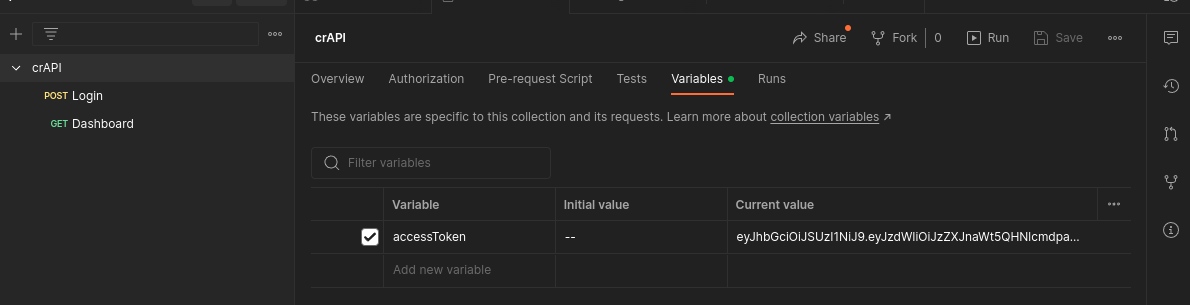 crAPI
POST Login
GET Dashboard
crAPI
Share
Fork
0
Run
Save
Overview
Authorization
Pre-request Script
Tests
Variables
Runs
These variables are specific to this collection and its requests. Learn more about collection variables ↗
Filter variables
Variable
Initial value
Current value
accessToken
--
eyJhbGciOiJSUzI1NiJ9.eyJzdWIiOiJzZXJnaWt5QHNlcmdpa...
Add new variable